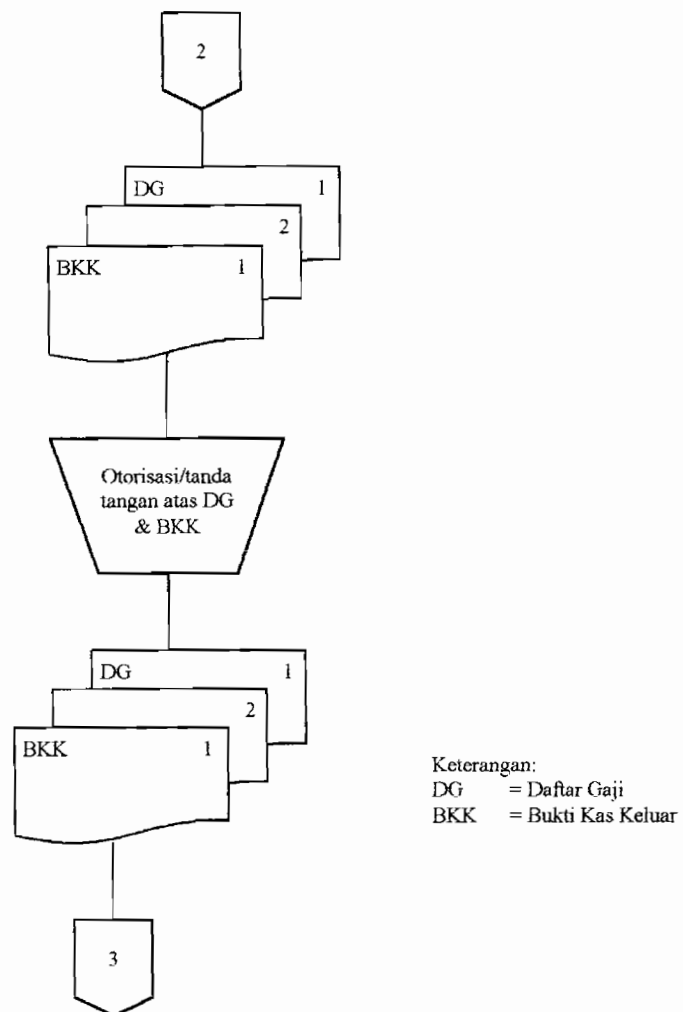 2
DG 1
2
BKK 1
Otorisasi/tanda
tangan atas DG
& BKK
DG 1
2
BKK 1
Keterangan:
DG = Daftar Gaji
BKK = Bukti Kas Keluar
3